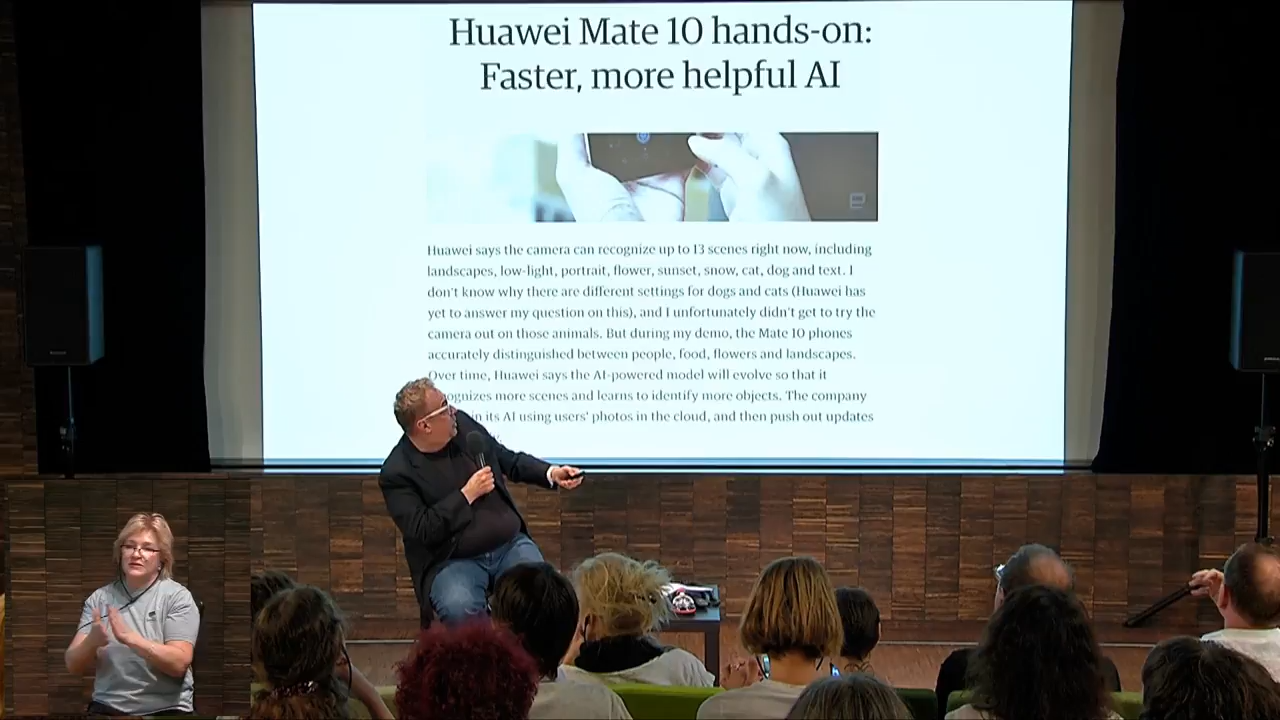 Huawei Mate 10 hands-on:
Faster, more helpful AI
Huawei says the camera can recognize up to 13 scenes right now, including
landscapes, low-light, portrait, flower, sunset, snow, cat, dog and text. I
don't know why there are different settings for dogs and cats (Huawei has
yet to answer my question on this), and I unfortunately didn't get to try the
camera out on those animals. But during my demo, the Mate 10 phones
accurately distinguished between people, food, flowers and landscapes.
Over time, Huawei says the AI-powered model will evolve so that it
more scenes and learns to identify more objects. The company
its AI using users' photos in the cloud, and then push out updates